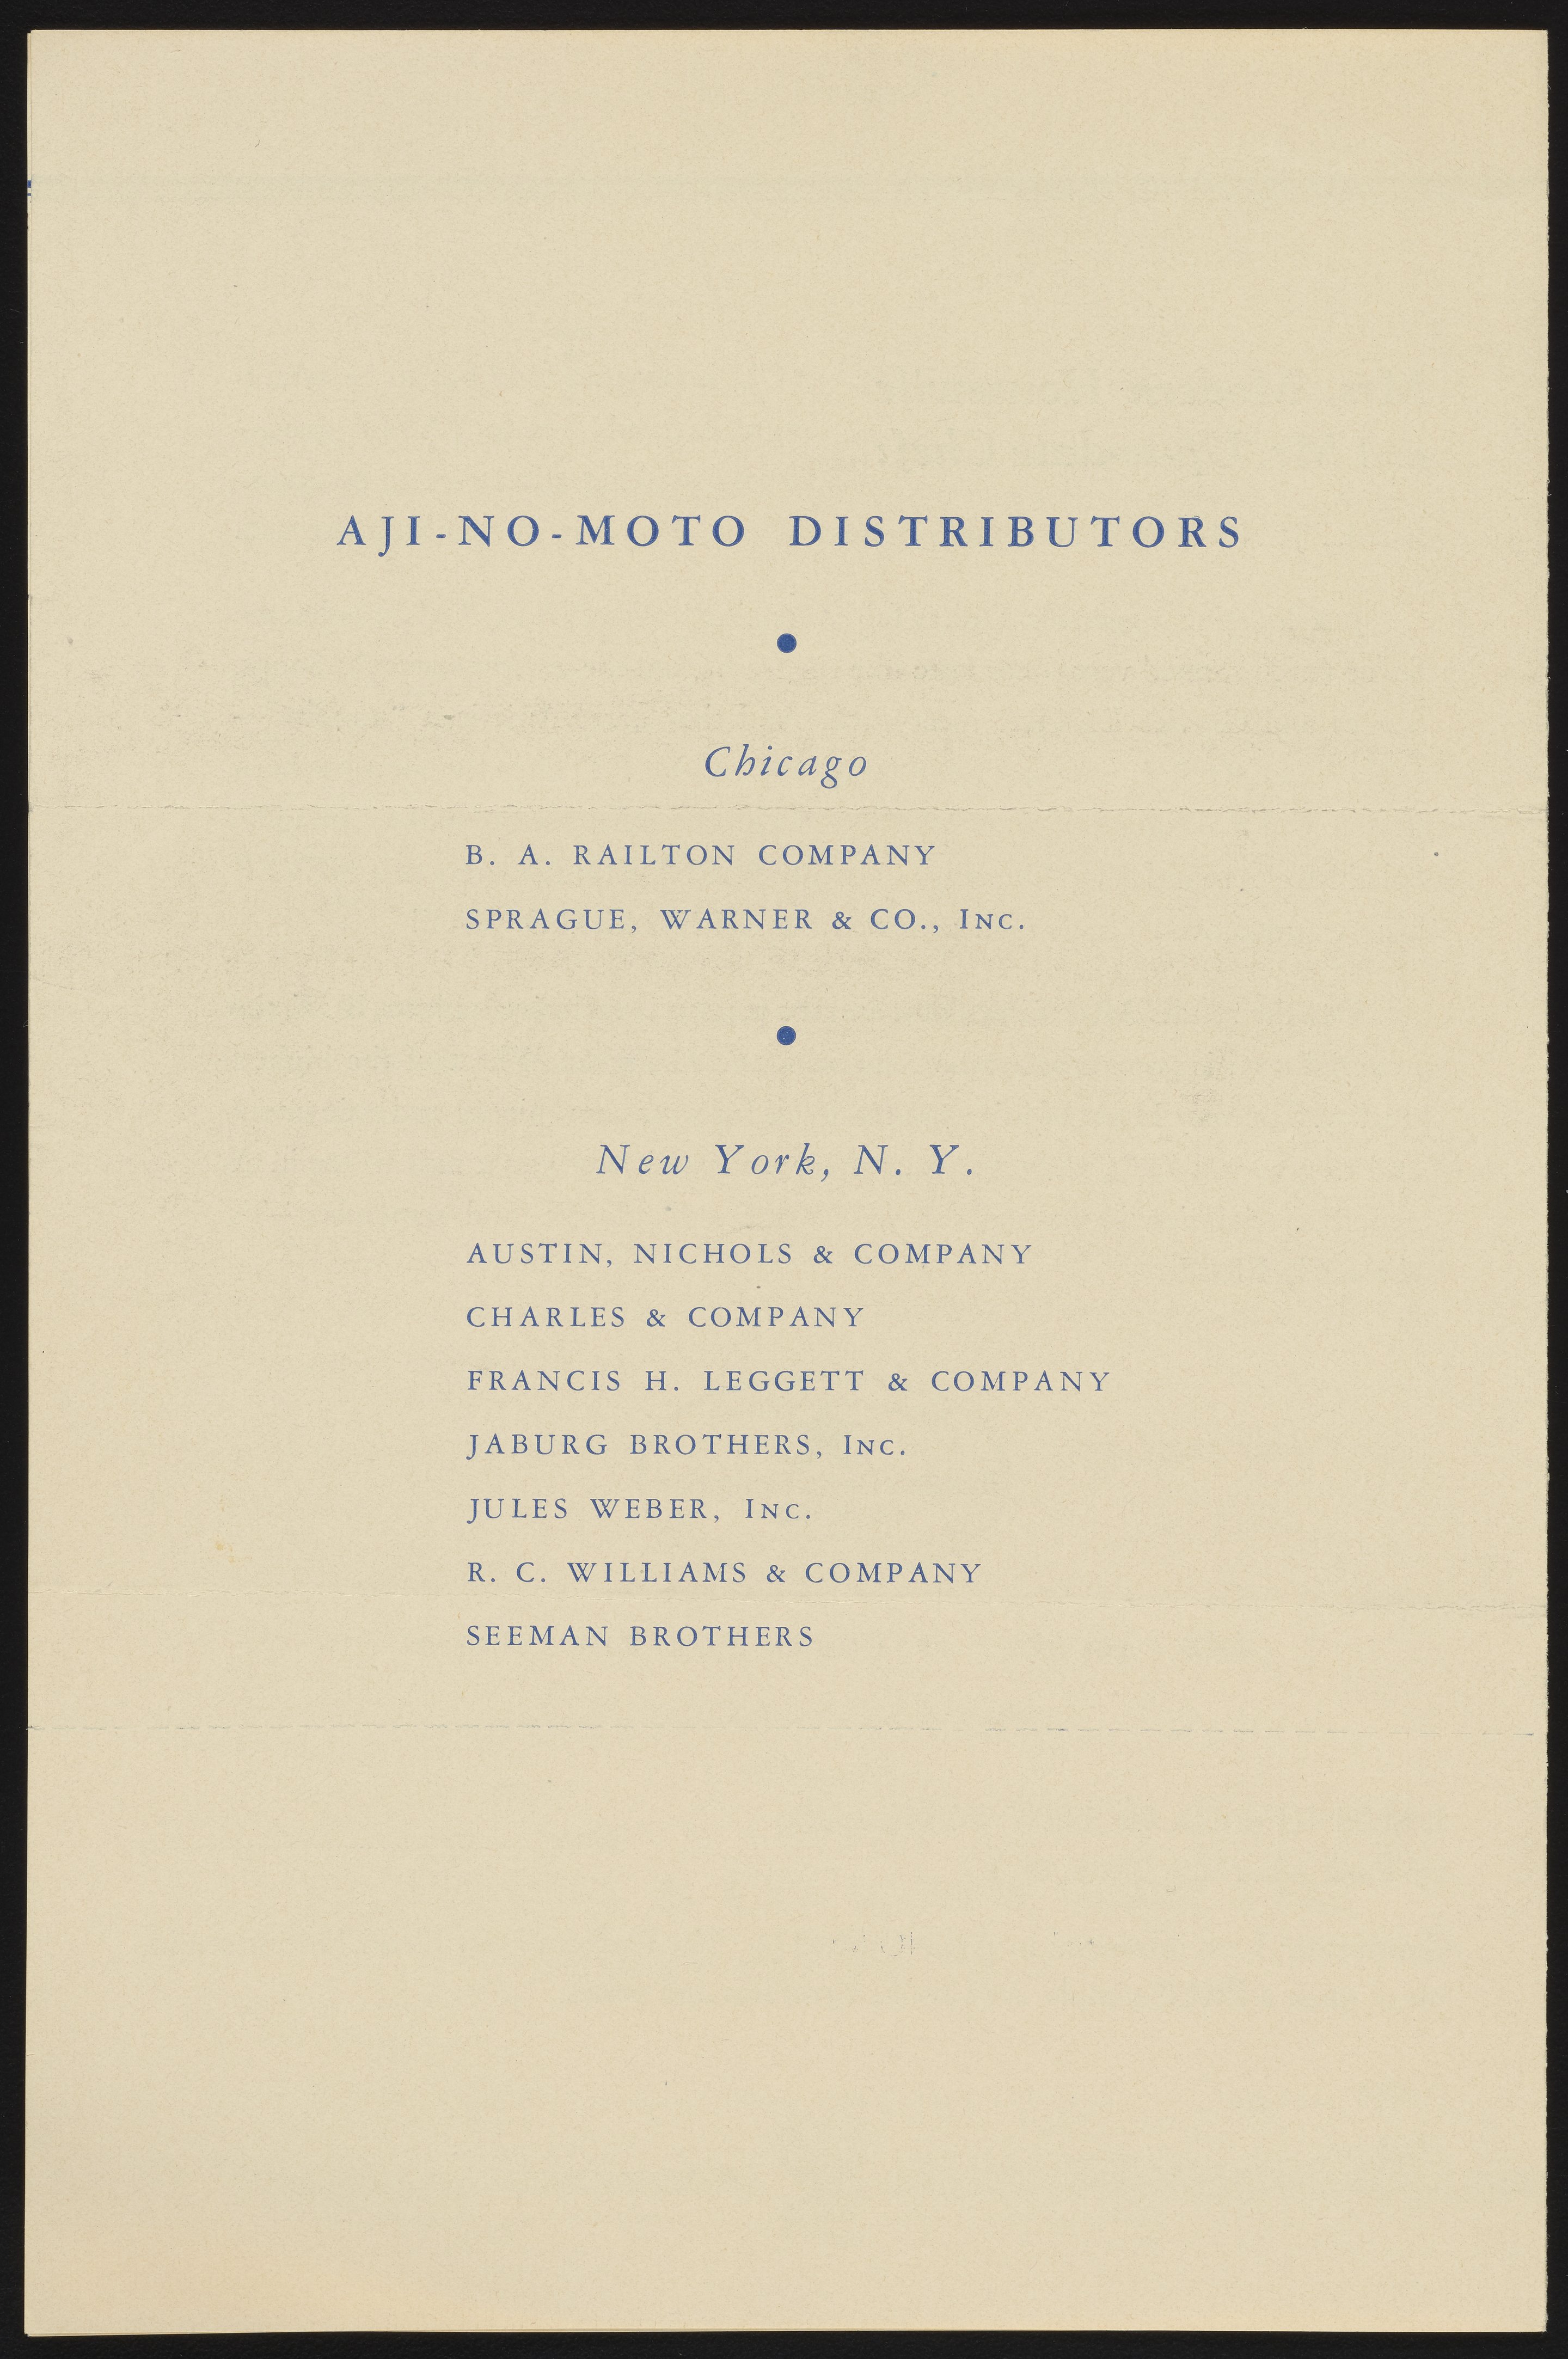 AJI-NO-MOTO DISTRIBUTORS
Chicago
B. A. RAILTON COMPANY
SPRAGUE, WARNER & CO., INC.
New York, N. Y.
AUSTIN, NICHOLS & COMPANY
CHARLES & COMPANY
FRANCIS H. LEGGETT & COMPANY
JABURG BROTHERS, INC.
JULES WEBER, INC.
R. C. WILLIAMS & COMPANY
SEEMAN BROTHERS